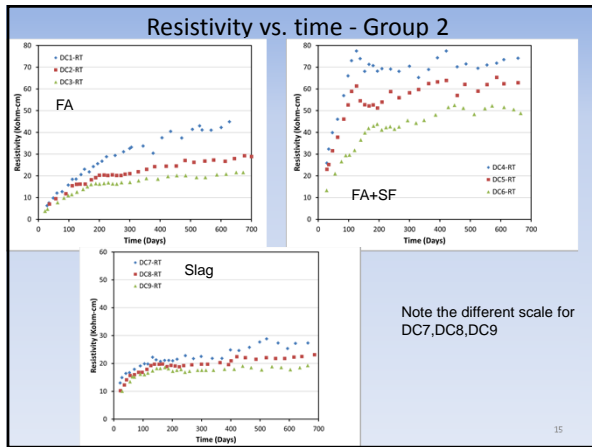 Resistivity vs. time - Group 2
80
70
60
50
40
30
20
10
0
Resistivity (Kohm-cm)
DC1-RT
DC2-RT
DC3-RT
FA
0 100 200 300 400 500 600 700
Time (Days)
80
70
60
50
40
30
20
10
0
Resistivity (Kohm-cm)
DC4-RT
DC5-RT
DC6-RT
FA+SF
0 100 200 300 400 500 600 700
Time (Days)
60
50
40
30
20
10
0
Resistivity (Kohm-cm)
DC7-RT
DC8-RT
DC9-RT
Slag
0 100 200 300 400 500 600 700
Time (Days)
Note the different scale for
DC7,DC8,DC9
15